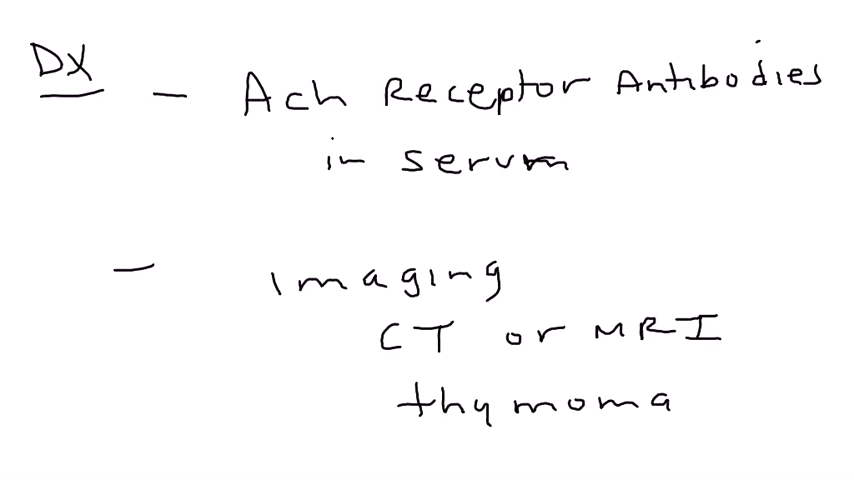 DX - Ach Receptor Antibodies
in serum
- Imaging
CT or MRI
thymoma